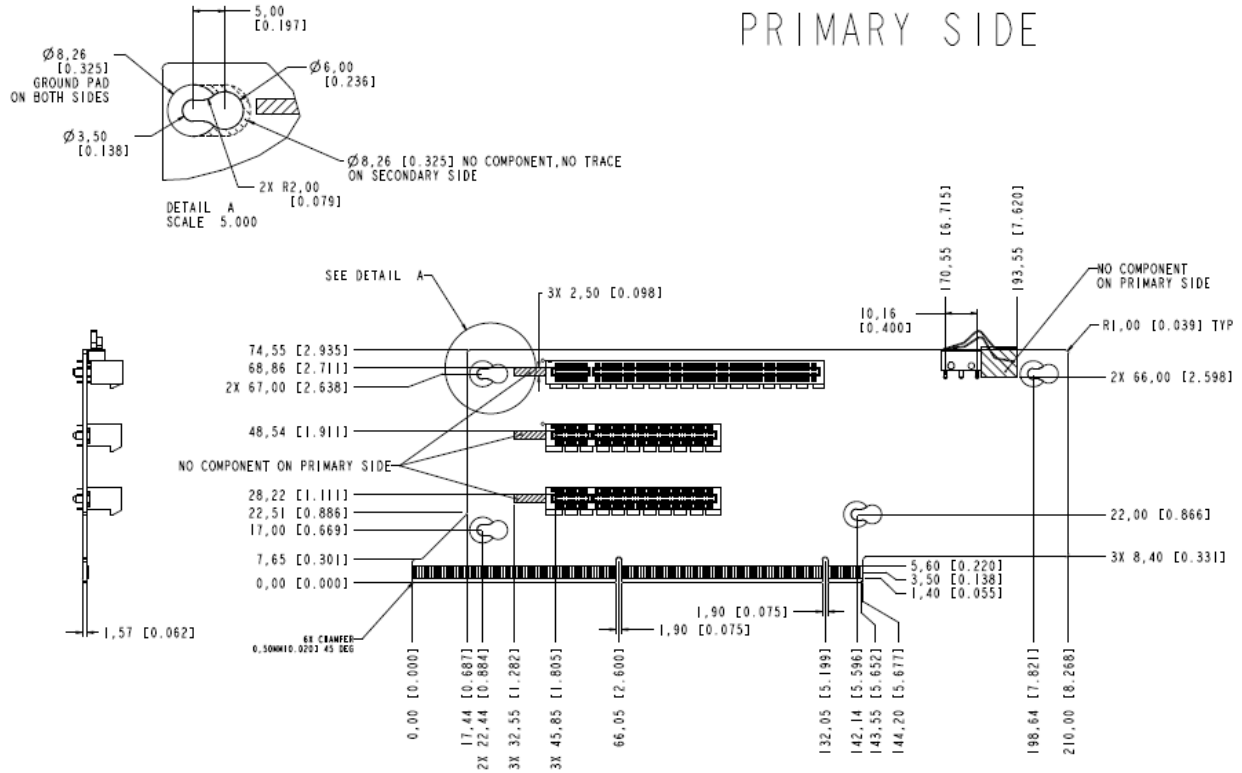 PRIMARY SIDE
5,00
[0.197]
Ø8,26
[0.325]
GROUND PAD
ON BOTH SIDES
Ø6,00
[0.236]
Ø3,50
[0.138]
Ø8,26 [0.325] NO COMPONENT,NO TRACE
ON SECONDARY SIDE
2X R2,00
[0.079]
DETAIL A
SCALE 5.000
SEE DETAIL A
3X 2,50 [0.098]
170,55 [6.715]
193,55 [7.620]
NO COMPONENT
ON PRIMARY SIDE
10,16
[0.400]
R1,00 [0.039] TYP
74,55 [2.935]
68,86 [2.711]
2X 67,00 [2.638]
2X 66,00 [2.598]
48,54 [1.911]
NO COMPONENT ON PRIMARY SIDE
28,22 [1.111]
22,51 [0.886]
17,00 [0.669]
22,00 [0.866]
7,65 [0.301]
0,00 [0.000]
3X 8,40 [0.331]
5,60 [0.220]
3,50 [0.138]
1,40 [0.055]
1,90 [0.075]
1,90 [0.075]
1,57 [0.062]
6X CHAMFER
0,50MM[0.020] 45 DEG
0,00 [0.000]
17,44 [0.687]
2X 22,44 [0.884]
3X 32,55 [1.282]
3X 45,85 [1.805]
66,05 [2.600]
132,05 [5.199]
142,14 [5.596]
143,55 [5.652]
144,20 [5.677]
198,64 [7.821]
210,00 [8.268]